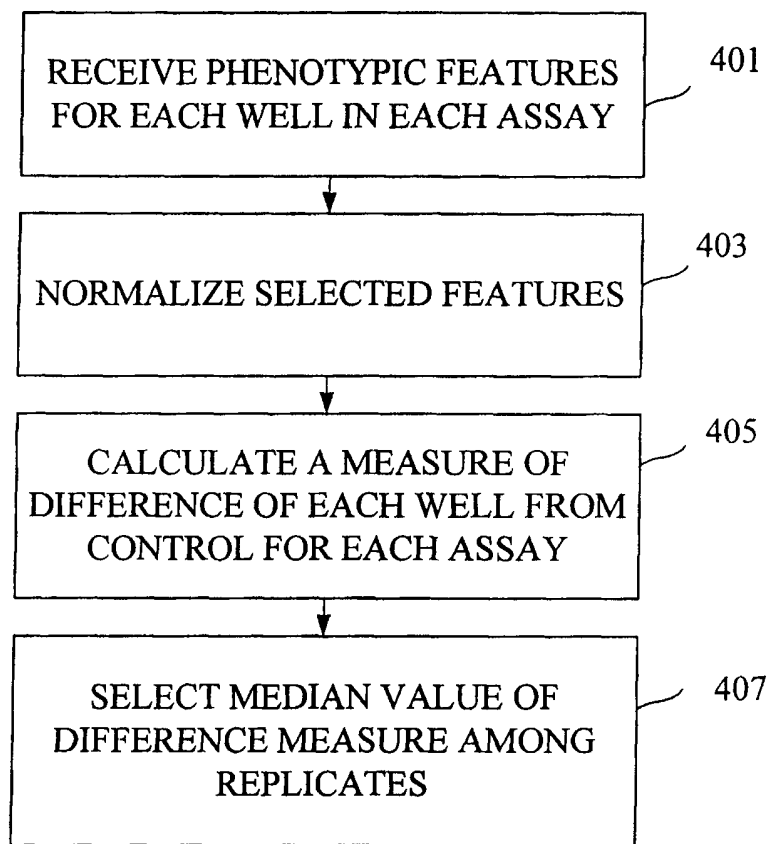 RECEIVE PHENOTYPIC FEATURES
FOR EACH WELL IN EACH ASSAY
401
NORMALIZE SELECTED FEATURES
403
CALCULATE A MEASURE OF
DIFFERENCE OF EACH WELL FROM
CONTROL FOR EACH ASSAY
405
SELECT MEDIAN VALUE OF
DIFFERENCE MEASURE AMONG
REPLICATES
407